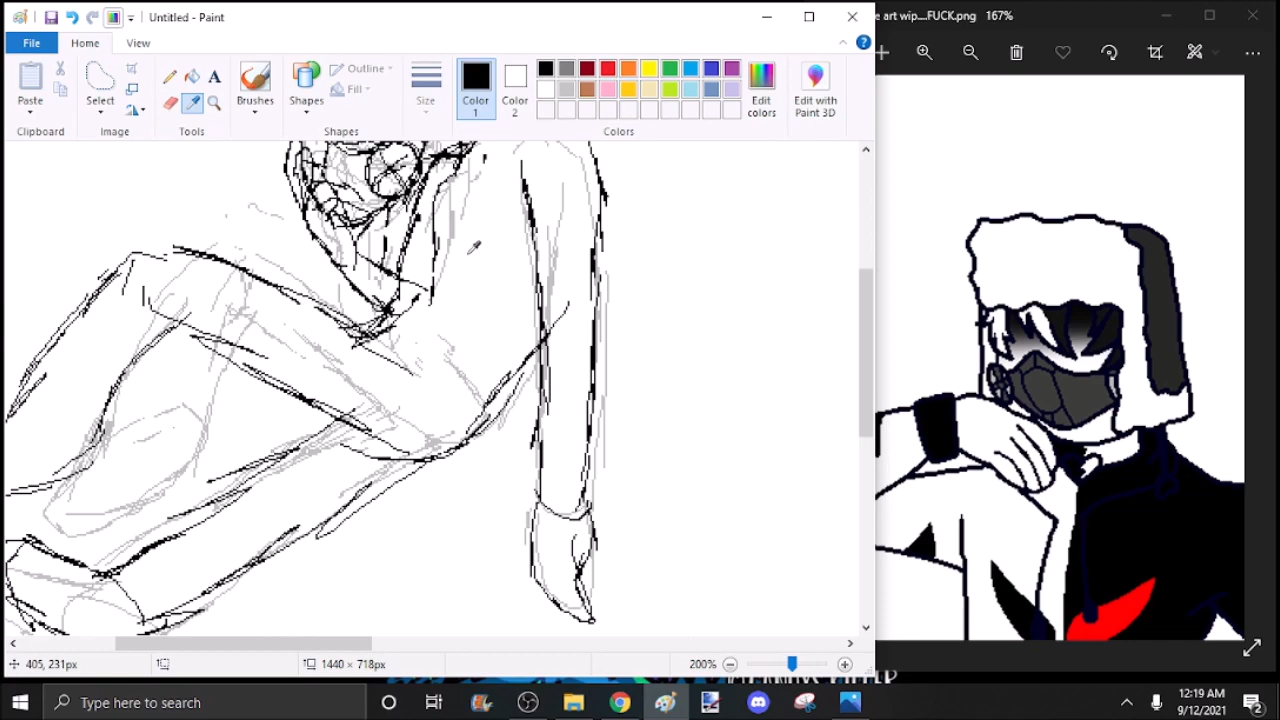 Untitled - Paint
e art wip....FUCK.png 167%
File Home View
Paste
Select
Brushes
Shapes
Outline
Fill
Size
Color 1
Color 2
Edit colors
Edit with Paint 3D
Clipboard Image Tools Shapes Colors
405, 231px
1440 × 718px
200%
Type here to search
12:19 AM
9/12/2021
2